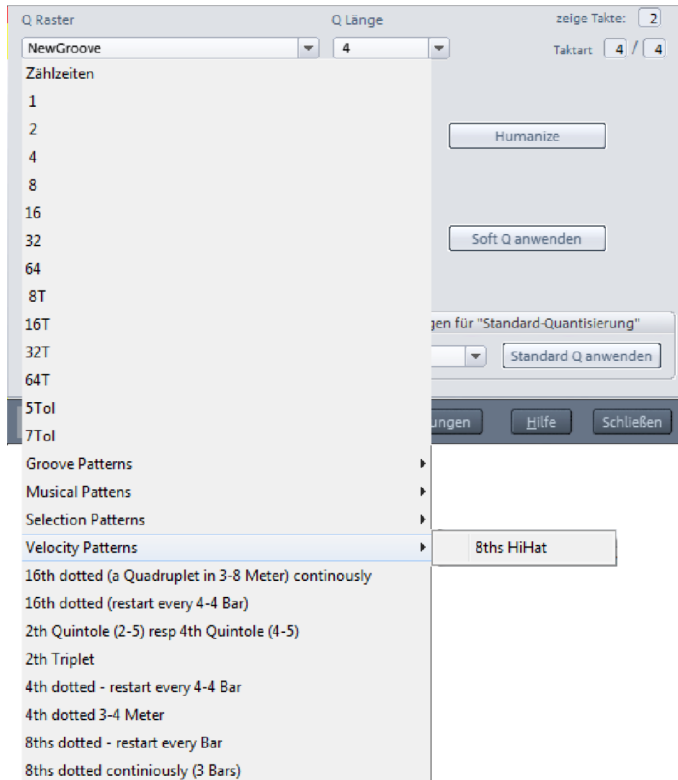 Q Raster Q Länge zeige Takte: 2
NewGroove 4 Taktart 4 / 4
Zählzeiten
1
2
4
8
16
32
64
8T
16T
32T
64T
5Tol
7Tol
Groove Patterns
Musical Pattens
Selection Patterns
Velocity Patterns
16th dotted (a Quadruplet in 3-8 Meter) continously
16th dotted (restart every 4-4 Bar)
2th Quintole (2-5) resp 4th Quintole (4-5)
2th Triplet
4th dotted - restart every 4-4 Bar
4th dotted 3-4 Meter
8ths dotted - restart every Bar
8ths dotted continiously (3 Bars)
8ths HiHat
Humanize
Soft Q anwenden
gen für "Standard-Quantisierung"
Standard Q anwenden
ungen Hilfe Schließen